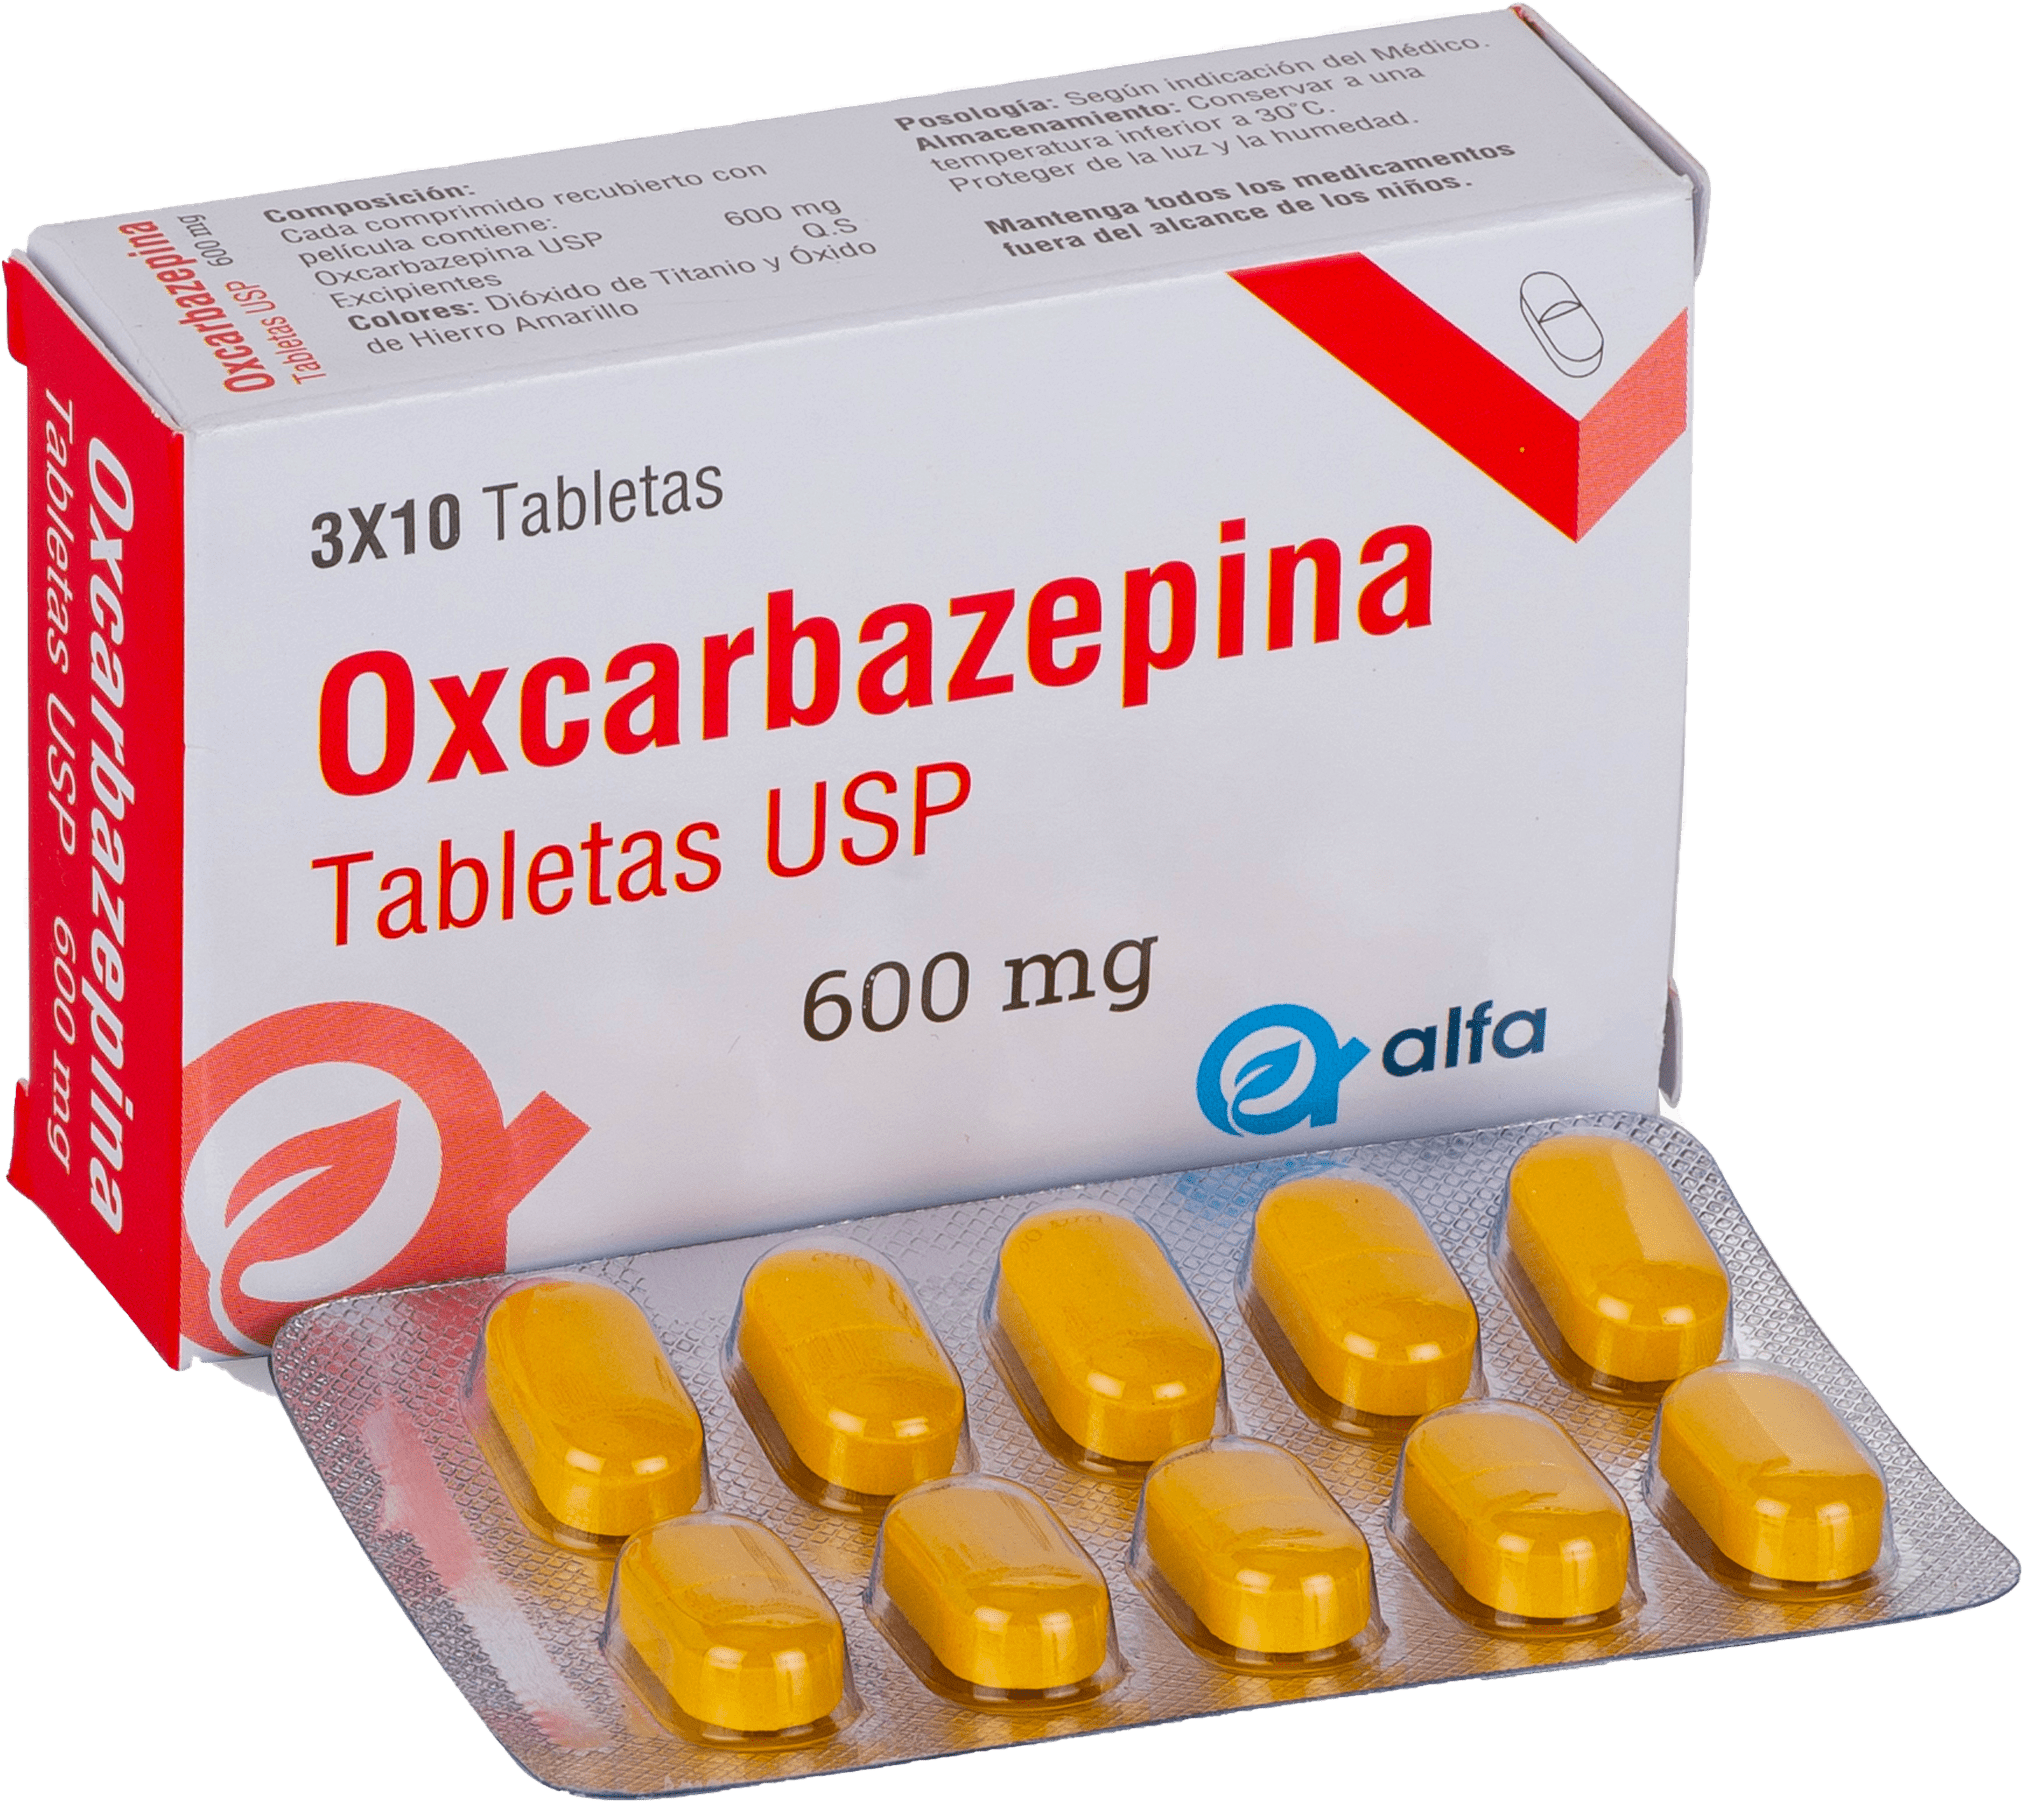 Composición:
Cada comprimido recubierto con
película contiene:
Oxcarbazepina USP 600 mg
Excipientes Q.S
Colores: Dióxido de Titanio y Óxido
de Hierro Amarillo
Posología: Según indicación del Médico.
Almacenamiento: Conservar a una
temperatura inferior a 30°C.
Proteger de la luz y la humedad.
Mantenga todos los medicamentos
fuera del alcance de los niños.
Oxcarbazepina
Tabletas USP 600 mg
Oxcarbazepina
Tabletas USP 600 mg
3X10 Tabletas
Oxcarbazepina
Tabletas USP
600 mg
alfa